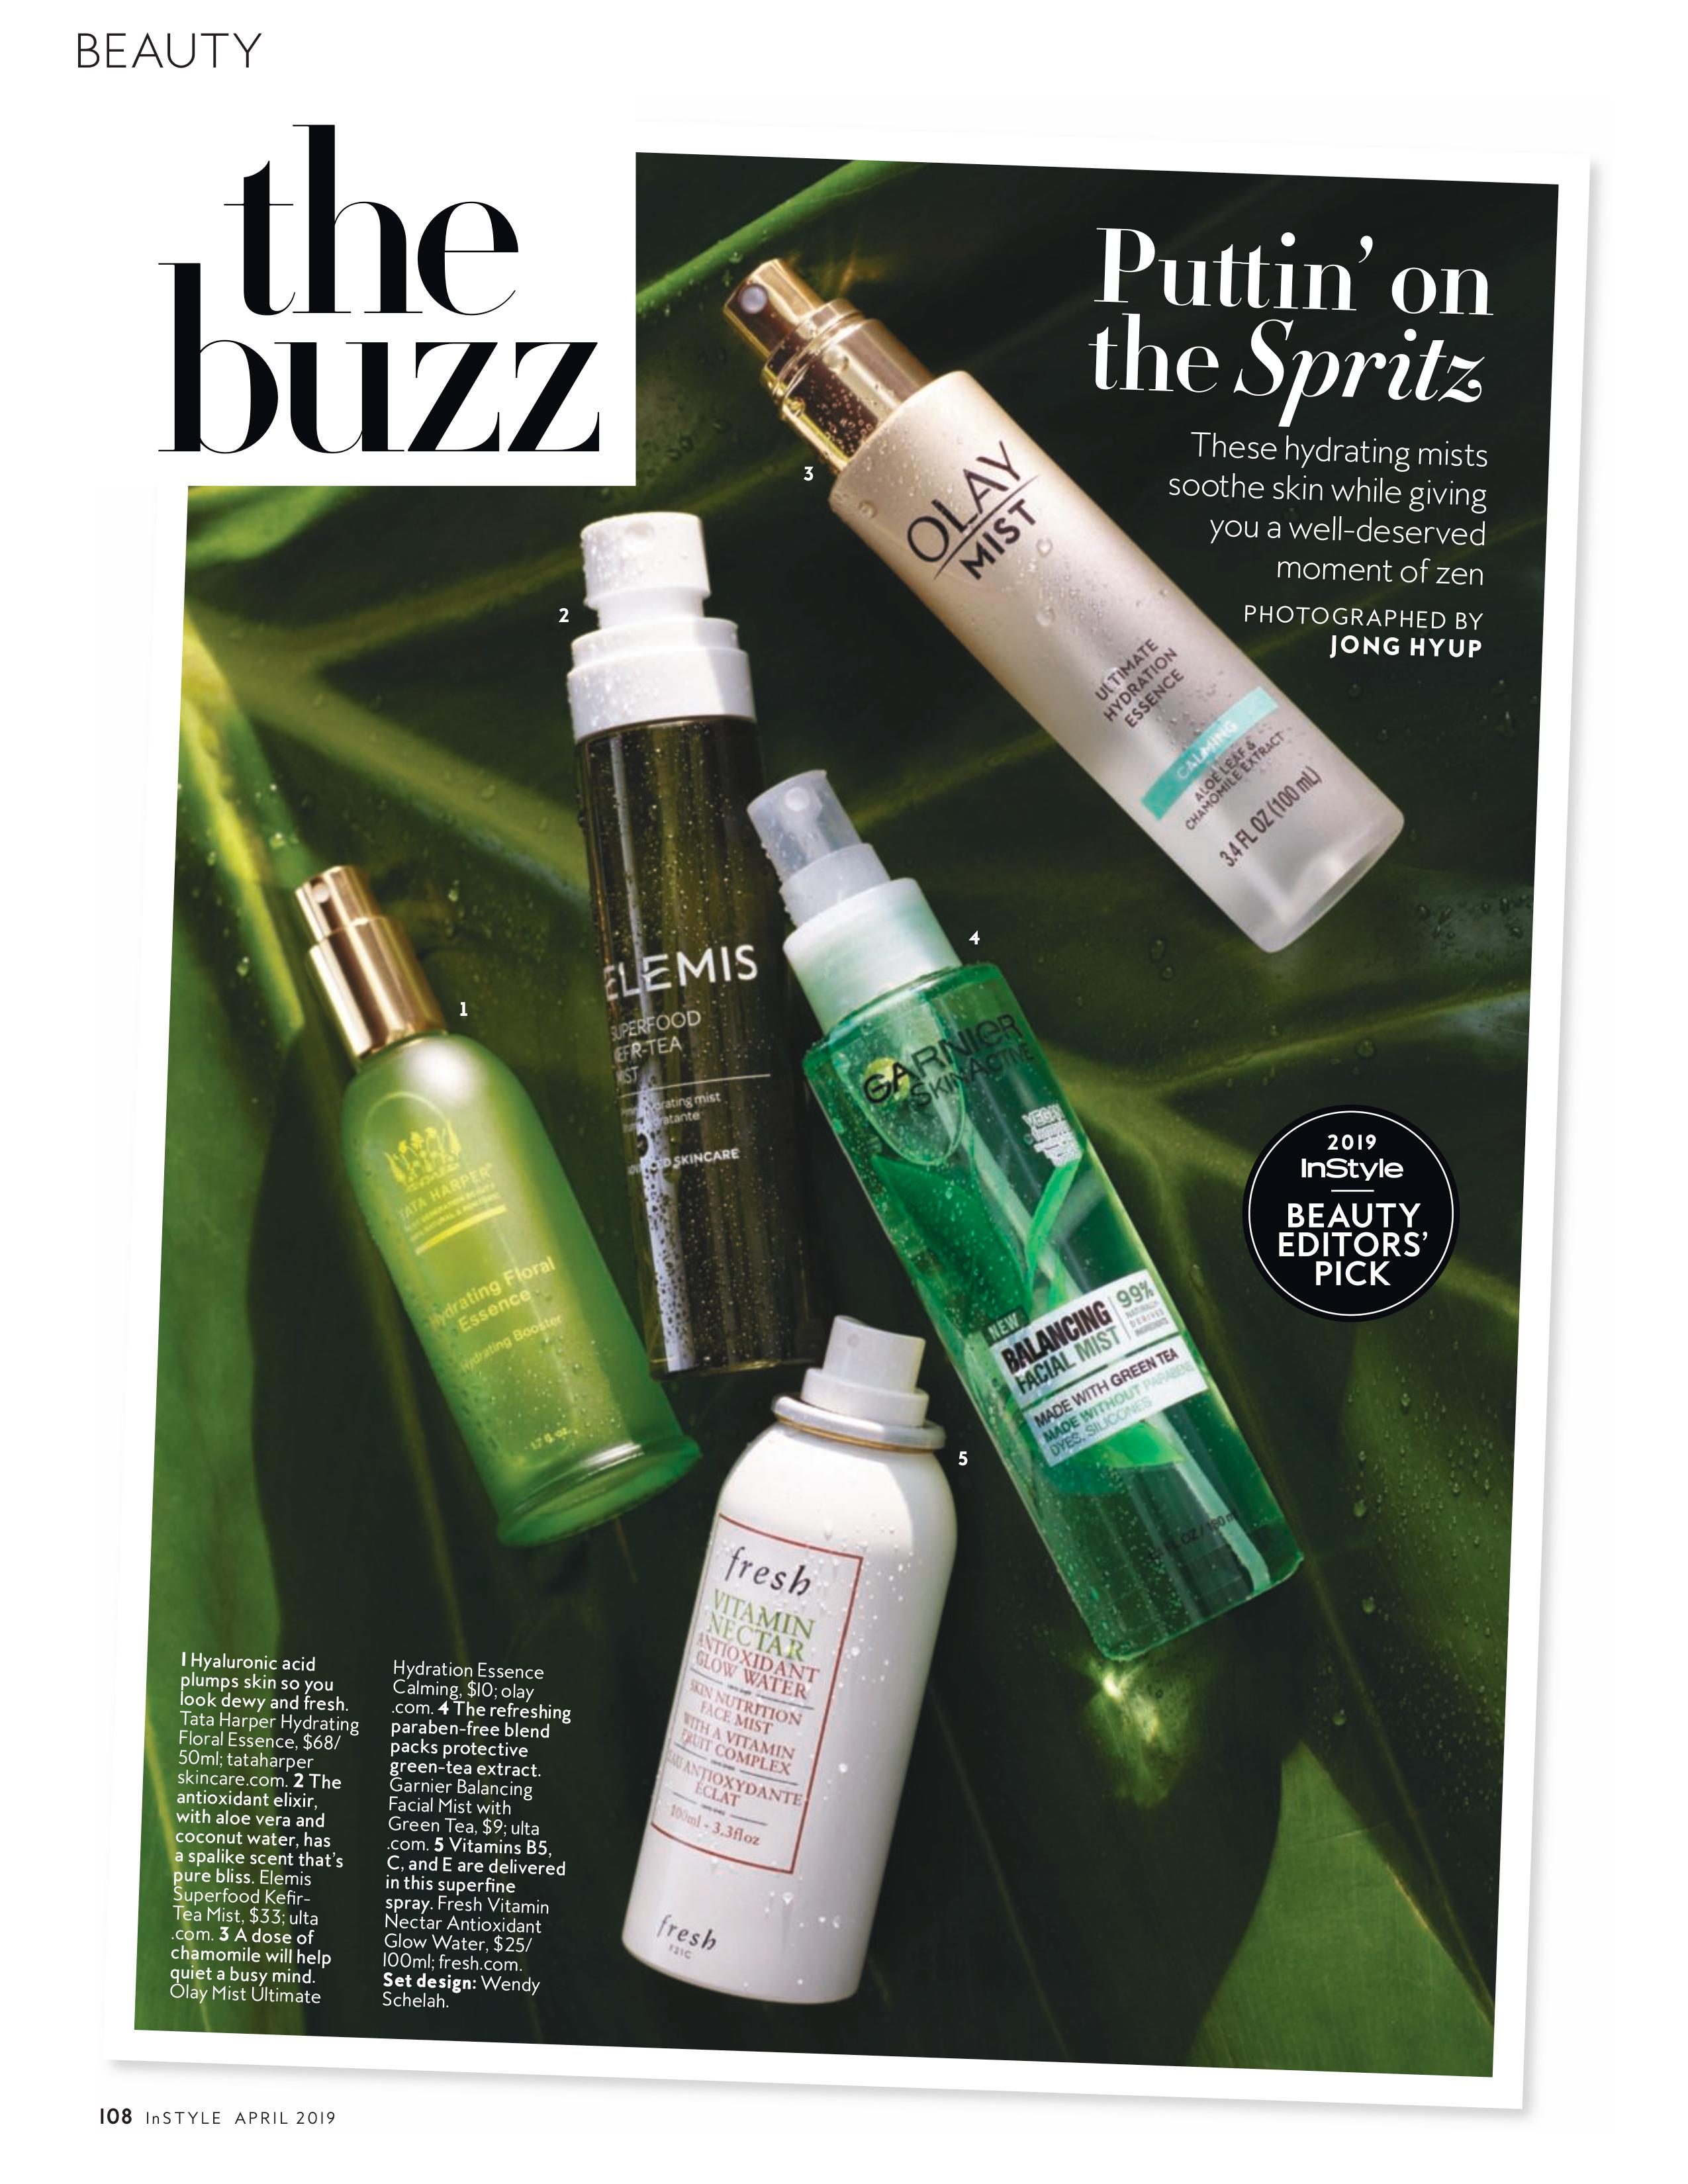 BEAUTY
the
buzz
Puttin’ on
the Spritz
These hydrating mists
soothe skin while giving
you a well-deserved
moment of zen
PHOTOGRAPHED BY
JONG HYUP
3
OLAY
MIST
ULTIMATE
HYDRATION
ESSENCE
CALMING
ALOE LEAF &
CHAMOMILE EXTRACT
3.4 FL OZ (100 mL)
2
ELEMIS
SUPERFOOD
KEFIR-TEA
MIST
SKINCARE
1
TATA HARPER
Hydrating Floral
Essence
Hydrating Booster
1.7 fl. oz.
4
GARNIER
SKINACTIVE
VEGAN
NEW
BALANCING
FACIAL MIST
99%
NATURALLY
DERIVED
INGREDIENTS
MADE WITH GREEN TEA
MADE WITHOUT PARABENS
DYES, SILICONES
2019
InStyle
BEAUTY
EDITORS’
PICK
5
fresh
VITAMIN
NECTAR
ANTIOXIDANT
GLOW WATER
SKIN NUTRITION
FACE MIST
WITH A VITAMIN
FRUIT COMPLEX
EAU ANTIOXYDANTE
ÉCLAT
100ml - 3.3floz
fresh
1 Hyaluronic acid
plumps skin so you
look dewy and fresh.
Tata Harper Hydrating
Floral Essence, $68/
50ml; tataharper
skincare.com. 2 The
antioxidant elixir,
with aloe vera and
coconut water, has
a spalike scent that’s
pure bliss. Elemis
Superfood Kefir-
Tea Mist, $33; ulta
.com. 3 A dose of
chamomile will help
quiet a busy mind.
Olay Mist Ultimate
Hydration Essence
Calming, $10; olay
.com. 4 The refreshing
paraben-free blend
packs protective
green-tea extract.
Garnier Balancing
Facial Mist with
Green Tea, $9; ulta
.com. 5 Vitamins B5,
C, and E are delivered
in this superfine
spray. Fresh Vitamin
Nectar Antioxidant
Glow Water, $25/
100ml; fresh.com.
Set design: Wendy
Schelah.
108 InSTYLE APRIL 2019